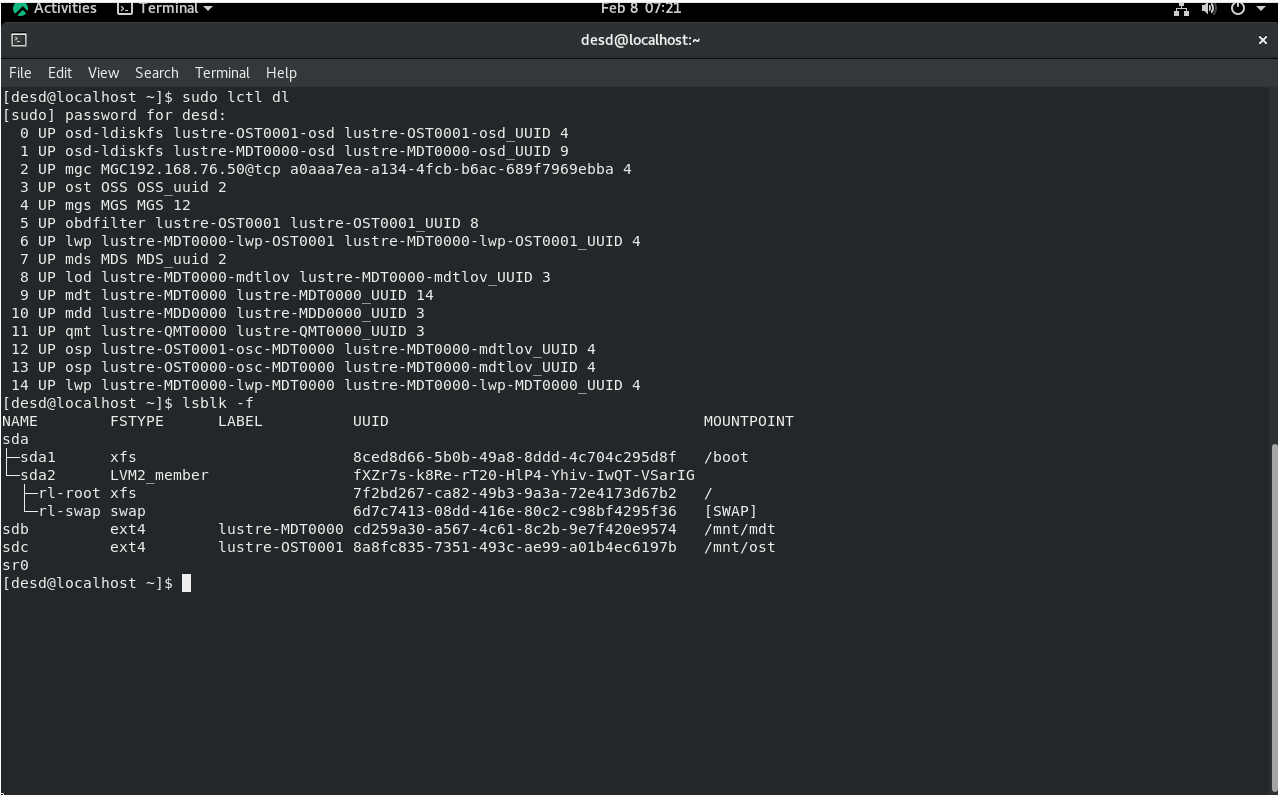 Activities Terminal Feb 8 07:21
desd@localhost:~
File Edit View Search Terminal Help
[desd@localhost ~]$ sudo lctl dl
[sudo] password for desd:
  0 UP osd-ldiskfs lustre-OST0001-osd lustre-OST0001-osd_UUID 4
  1 UP osd-ldiskfs lustre-MDT0000-osd lustre-MDT0000-osd_UUID 9
  2 UP mgc MGC192.168.76.50@tcp a0aaa7ea-a134-4fcb-b6ac-689f7969ebba 4
  3 UP ost OSS OSS_uuid 2
  4 UP mgs MGS MGS 12
  5 UP obdfilter lustre-OST0001 lustre-OST0001_UUID 8
  6 UP lwp lustre-MDT0000-lwp-OST0001 lustre-MDT0000-lwp-OST0001_UUID 4
  7 UP mds MDS MDS_uuid 2
  8 UP lod lustre-MDT0000-mdtlov lustre-MDT0000-mdtlov_UUID 3
  9 UP mdt lustre-MDT0000 lustre-MDT0000_UUID 14
 10 UP mdd lustre-MDD0000 lustre-MDD0000_UUID 3
 11 UP qmt lustre-QMT0000 lustre-QMT0000_UUID 3
 12 UP osp lustre-OST0001-osc-MDT0000 lustre-MDT0000-mdtlov_UUID 4
 13 UP osp lustre-OST0000-osc-MDT0000 lustre-MDT0000-mdtlov_UUID 4
 14 UP lwp lustre-MDT0000-lwp-MDT0000 lustre-MDT0000-lwp-MDT0000_UUID 4
[desd@localhost ~]$ lsblk -f
NAME        FSTYPE      LABEL          UUID                                   MOUNTPOINT
sda
├─sda1      xfs                        8ced8d66-5b0b-49a8-8ddd-4c704c295d8f   /boot
└─sda2      LVM2_member                fXZr7s-k8Re-rT20-HlP4-Yhiv-IwQT-VSarIG
  ├─rl-root xfs                        7f2bd267-ca82-49b3-9a3a-72e4173d67b2   /
  └─rl-swap swap                       6d7c7413-08dd-416e-80c2-c98bf4295f36   [SWAP]
sdb         ext4        lustre-MDT0000 cd259a30-a567-4c61-8c2b-9e7f420e9574   /mnt/mdt
sdc         ext4        lustre-OST0001 8a8fc835-7351-493c-ae99-a01b4ec6197b   /mnt/ost
sr0
[desd@localhost ~]$